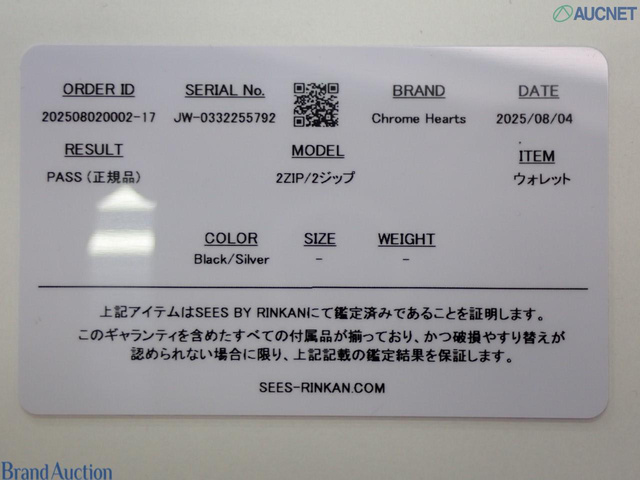 AUCNET
ORDER ID SERIAL No. BRAND DATE
202508020002-17 JW-0332255792 Chrome Hearts 2025/08/04
RESULT MODEL ITEM
PASS (正規品) 2ZIP/2ジップ ウォレット
COLOR SIZE WEIGHT
Black/Silver - -
上記アイテムはSEES BY RINKANにて鑑定済みであることを証明します。
このギャランティを含めたすべての付属品が揃っており、かつ破損やすり替えが
認められない場合に限り、上記記載の鑑定結果を保証します。
SEES-RINKAN.COM
Brand Auction